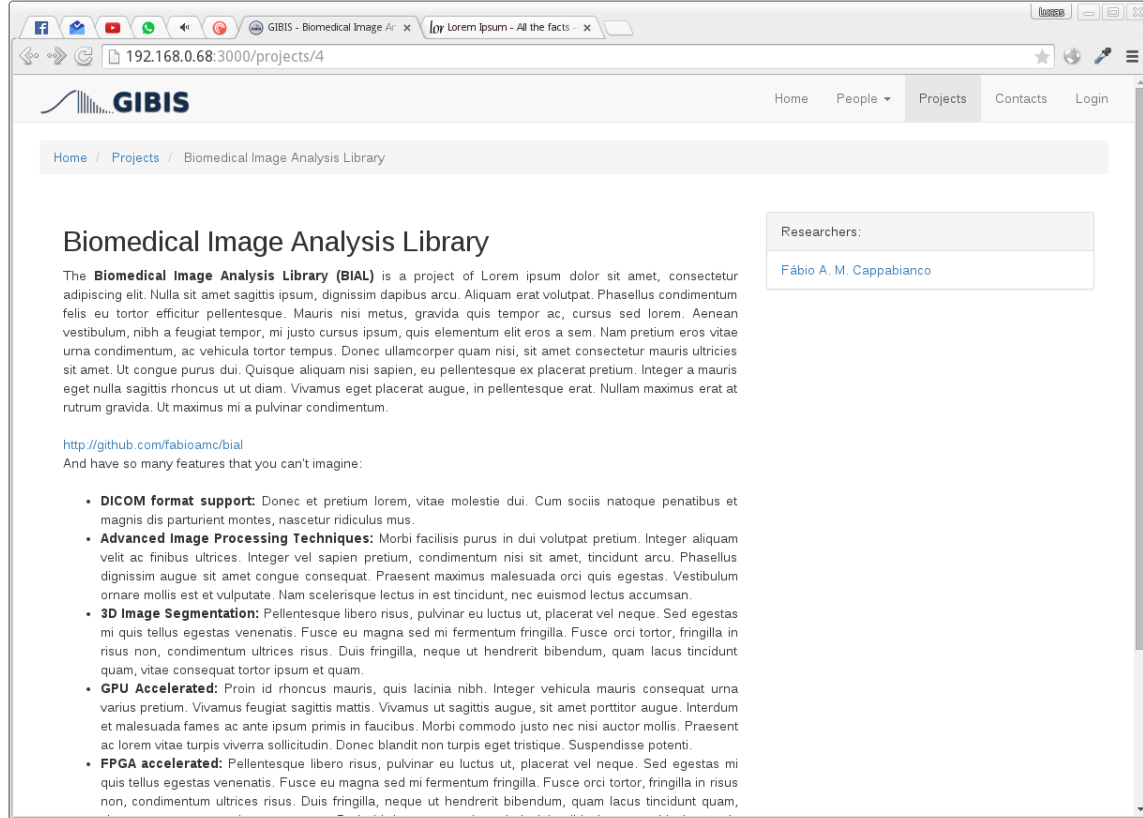 lucas
GIBIS - Biomedical Image Ar
Lorem Ipsum - All the facts -
192.168.0.68:3000/projects/4
GIBIS
Home People Projects Contacts Login
Home / Projects / Biomedical Image Analysis Library
Biomedical Image Analysis Library
The Biomedical Image Analysis Library (BIAL) is a project of Lorem ipsum dolor sit amet, consectetur
adipiscing elit. Nulla sit amet sagittis ipsum, dignissim dapibus arcu. Aliquam erat volutpat. Phasellus condimentum
felis eu tortor efficitur pellentesque. Mauris nisi metus, gravida quis tempor ac, cursus sed lorem. Aenean
vestibulum, nibh a feugiat tempor, mi justo cursus ipsum, quis elementum elit eros a sem. Nam pretium eros vitae
urna condimentum, ac vehicula tortor tempus. Donec ullamcorper quam nisi, sit amet consectetur mauris ultricies
sit amet. Ut congue purus dui. Quisque aliquam nisi sapien, eu pellentesque ex placerat pretium. Integer a mauris
eget nulla sagittis rhoncus ut ut diam. Vivamus eget placerat augue, in pellentesque erat. Nullam maximus erat at
rutrum gravida. Ut maximus mi a pulvinar condimentum.
http://github.com/fabioamc/bial
And have so many features that you can't imagine:
• DICOM format support: Donec et pretium lorem, vitae molestie dui. Cum sociis natoque penatibus et
magnis dis parturient montes, nascetur ridiculus mus.
• Advanced Image Processing Techniques: Morbi facilisis purus in dui volutpat pretium. Integer aliquam
velit ac finibus ultrices. Integer vel sapien pretium, condimentum nisi sit amet, tincidunt arcu. Phasellus
dignissim augue sit amet congue consequat. Praesent maximus malesuada orci quis egestas. Vestibulum
ornare mollis est et vulputate. Nam scelerisque lectus in est tincidunt, nec euismod lectus accumsan.
• 3D Image Segmentation: Pellentesque libero risus, pulvinar eu luctus ut, placerat vel neque. Sed egestas
mi quis tellus egestas venenatis. Fusce eu magna sed mi fermentum fringilla. Fusce orci tortor, fringilla in
risus non, condimentum ultrices risus. Duis fringilla, neque ut hendrerit bibendum, quam lacus tincidunt
quam, vitae consequat tortor ipsum et quam.
• GPU Accelerated: Proin id rhoncus mauris, quis lacinia nibh. Integer vehicula mauris consequat urna
varius pretium. Vivamus feugiat sagittis mattis. Vivamus ut sagittis augue, sit amet porttitor augue. Interdum
et malesuada fames ac ante ipsum primis in faucibus. Morbi commodo justo nec nisi auctor mollis. Praesent
ac lorem vitae turpis viverra sollicitudin. Donec blandit non turpis eget tristique. Suspendisse potenti.
• FPGA accelerated: Pellentesque libero risus, pulvinar eu luctus ut, placerat vel neque. Sed egestas mi
quis tellus egestas venenatis. Fusce eu magna sed mi fermentum fringilla. Fusce orci tortor, fringilla in risus
non, condimentum ultrices risus. Duis fringilla, neque ut hendrerit bibendum, quam lacus tincidunt quam,
Researchers:
Fábio A. M. Cappabianco